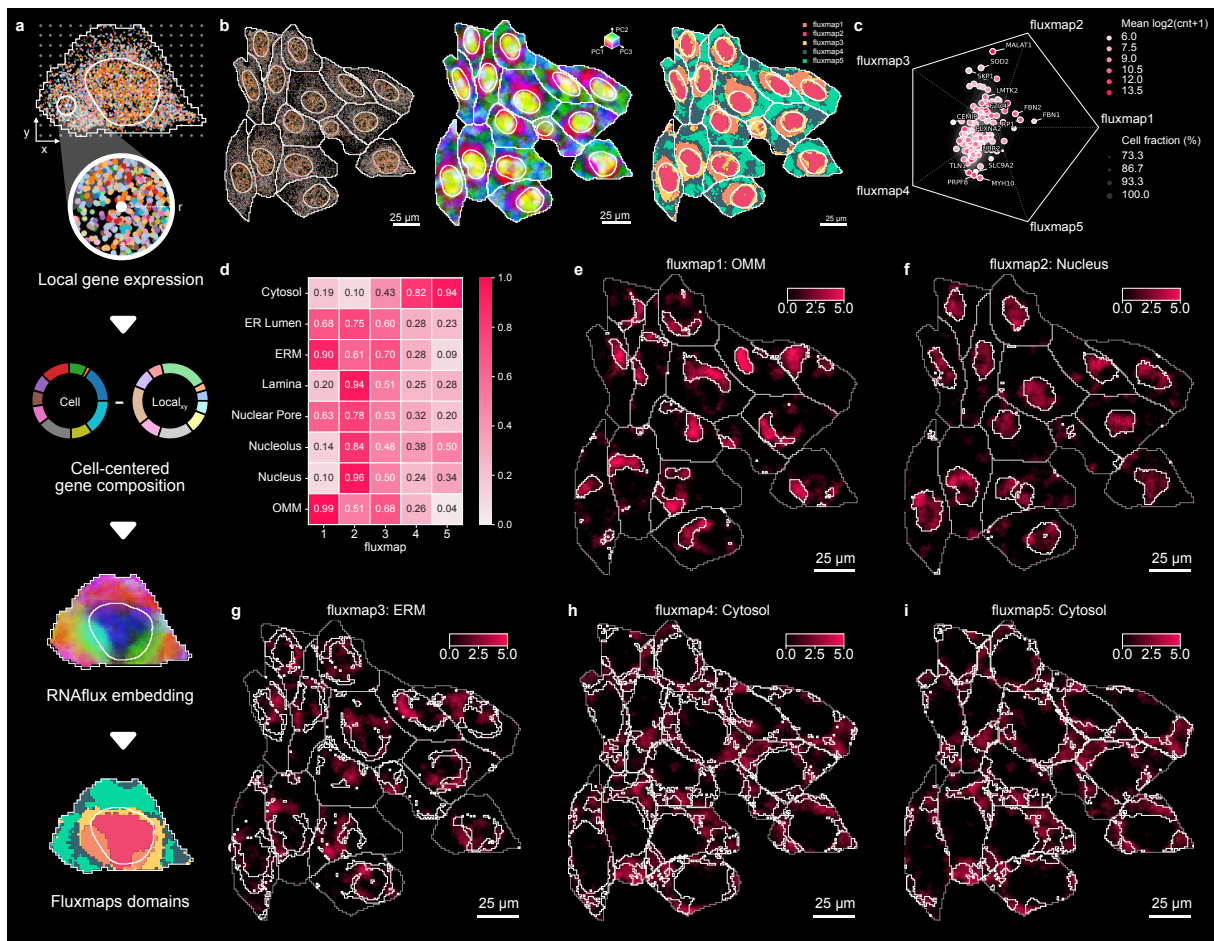 a
y
x
r
Local gene expression
Cell
-
Local_xy
Cell-centered
gene composition
RNAflux embedding
Fluxmaps domains
b
25 µm
PC2
PC1
PC3
25 µm
fluxmap1
fluxmap2
fluxmap3
fluxmap4
fluxmap5
25 µm
c
fluxmap2
fluxmap3
fluxmap1
fluxmap4
fluxmap5
MALAT1
SOD2
SKP1
LMTK2
FBN2
FBN1
CEMIP
FLXNA2
SLC9A2
TLN1
PRPF8
MYH10
Mean log2(cnt+1)
6.0
7.5
9.0
10.5
12.0
13.5
Cell fraction (%)
73.3
86.7
93.3
100.0
d
Cytosol 0.19 0.10 0.43 0.82 0.94
ER Lumen 0.68 0.75 0.60 0.28 0.23
ERM 0.90 0.61 0.70 0.28 0.09
Lamina 0.20 0.94 0.51 0.25 0.28
Nuclear Pore 0.63 0.78 0.53 0.32 0.20
Nucleolus 0.14 0.84 0.48 0.38 0.50
Nucleus 0.10 0.96 0.50 0.24 0.34
OMM 0.99 0.51 0.68 0.26 0.04
1 2 3 4 5
fluxmap
1.0
0.8
0.6
0.4
0.2
0.0
e
fluxmap1: OMM
0.0 2.5 5.0
25 µm
f
fluxmap2: Nucleus
0.0 2.5 5.0
25 µm
g
fluxmap3: ERM
0.0 2.5 5.0
25 µm
h
fluxmap4: Cytosol
0.0 2.5 5.0
25 µm
i
fluxmap5: Cytosol
0.0 2.5 5.0
25 µm